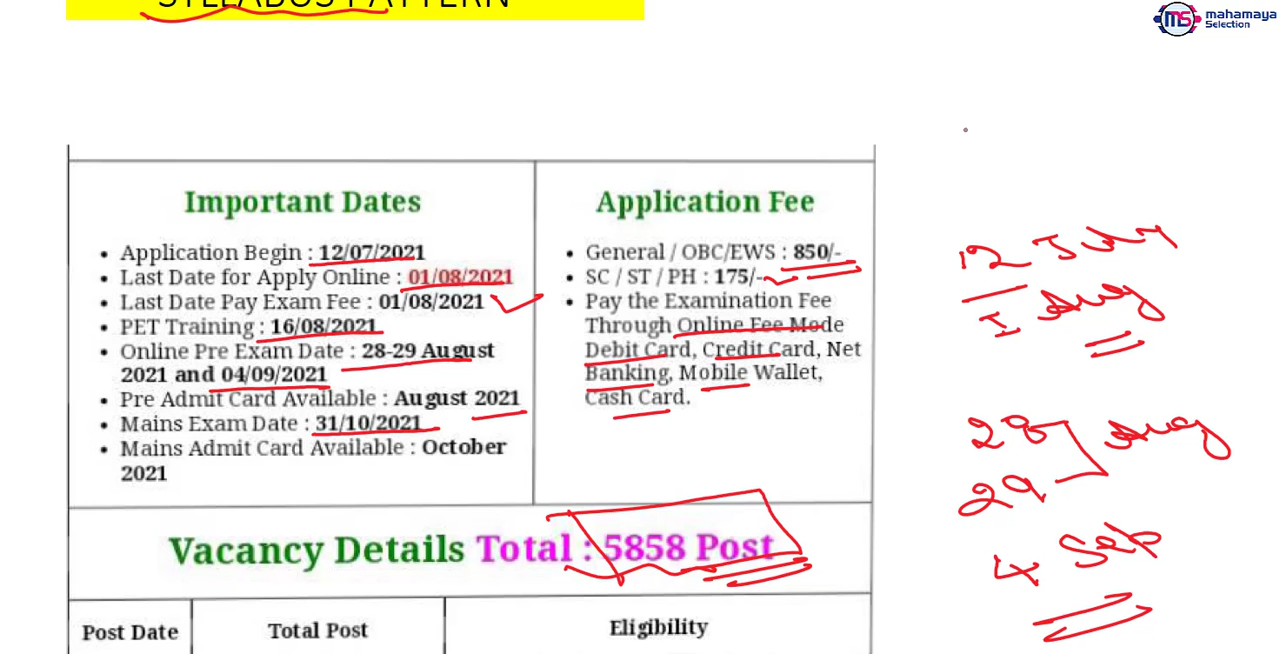 SYLLABUS PATTERN
mahamaya
Selection
MS
Important Dates
• Application Begin : 12/07/2021
• Last Date for Apply Online : 01/08/2021
• Last Date Pay Exam Fee : 01/08/2021
• PET Training : 16/08/2021
• Online Pre Exam Date : 28-29 August
2021 and 04/09/2021
• Pre Admit Card Available : August 2021
• Mains Exam Date : 31/10/2021
• Mains Admit Card Available : October
2021
Application Fee
• General / OBC/EWS : 850/-
• SC / ST / PH : 175/-
• Pay the Examination Fee
Through Online Fee Mode
Debit Card, Credit Card, Net
Banking, Mobile Wallet,
Cash Card.
12 July
1 Aug
28
29 Aug
4 Sep
Vacancy Details Total : 5858 Post
Post Date
Total Post
Eligibility